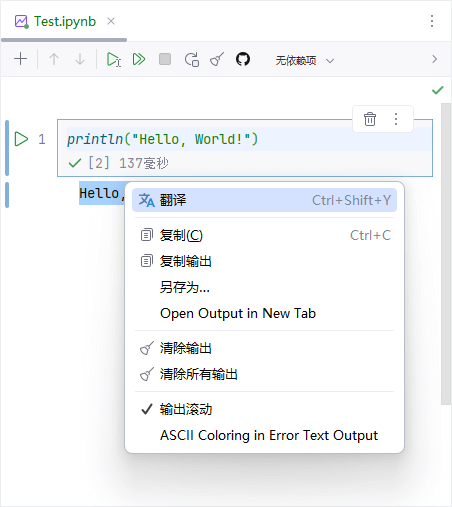 Test.ipynb
无依赖项
1 println("Hello, World!")
[2] 137毫秒
Hello,
翻译 Ctrl+Shift+Y
复制(C) Ctrl+C
复制输出
另存为...
Open Output in New Tab
清除输出
清除所有输出
输出滚动
ASCII Coloring in Error Text Output